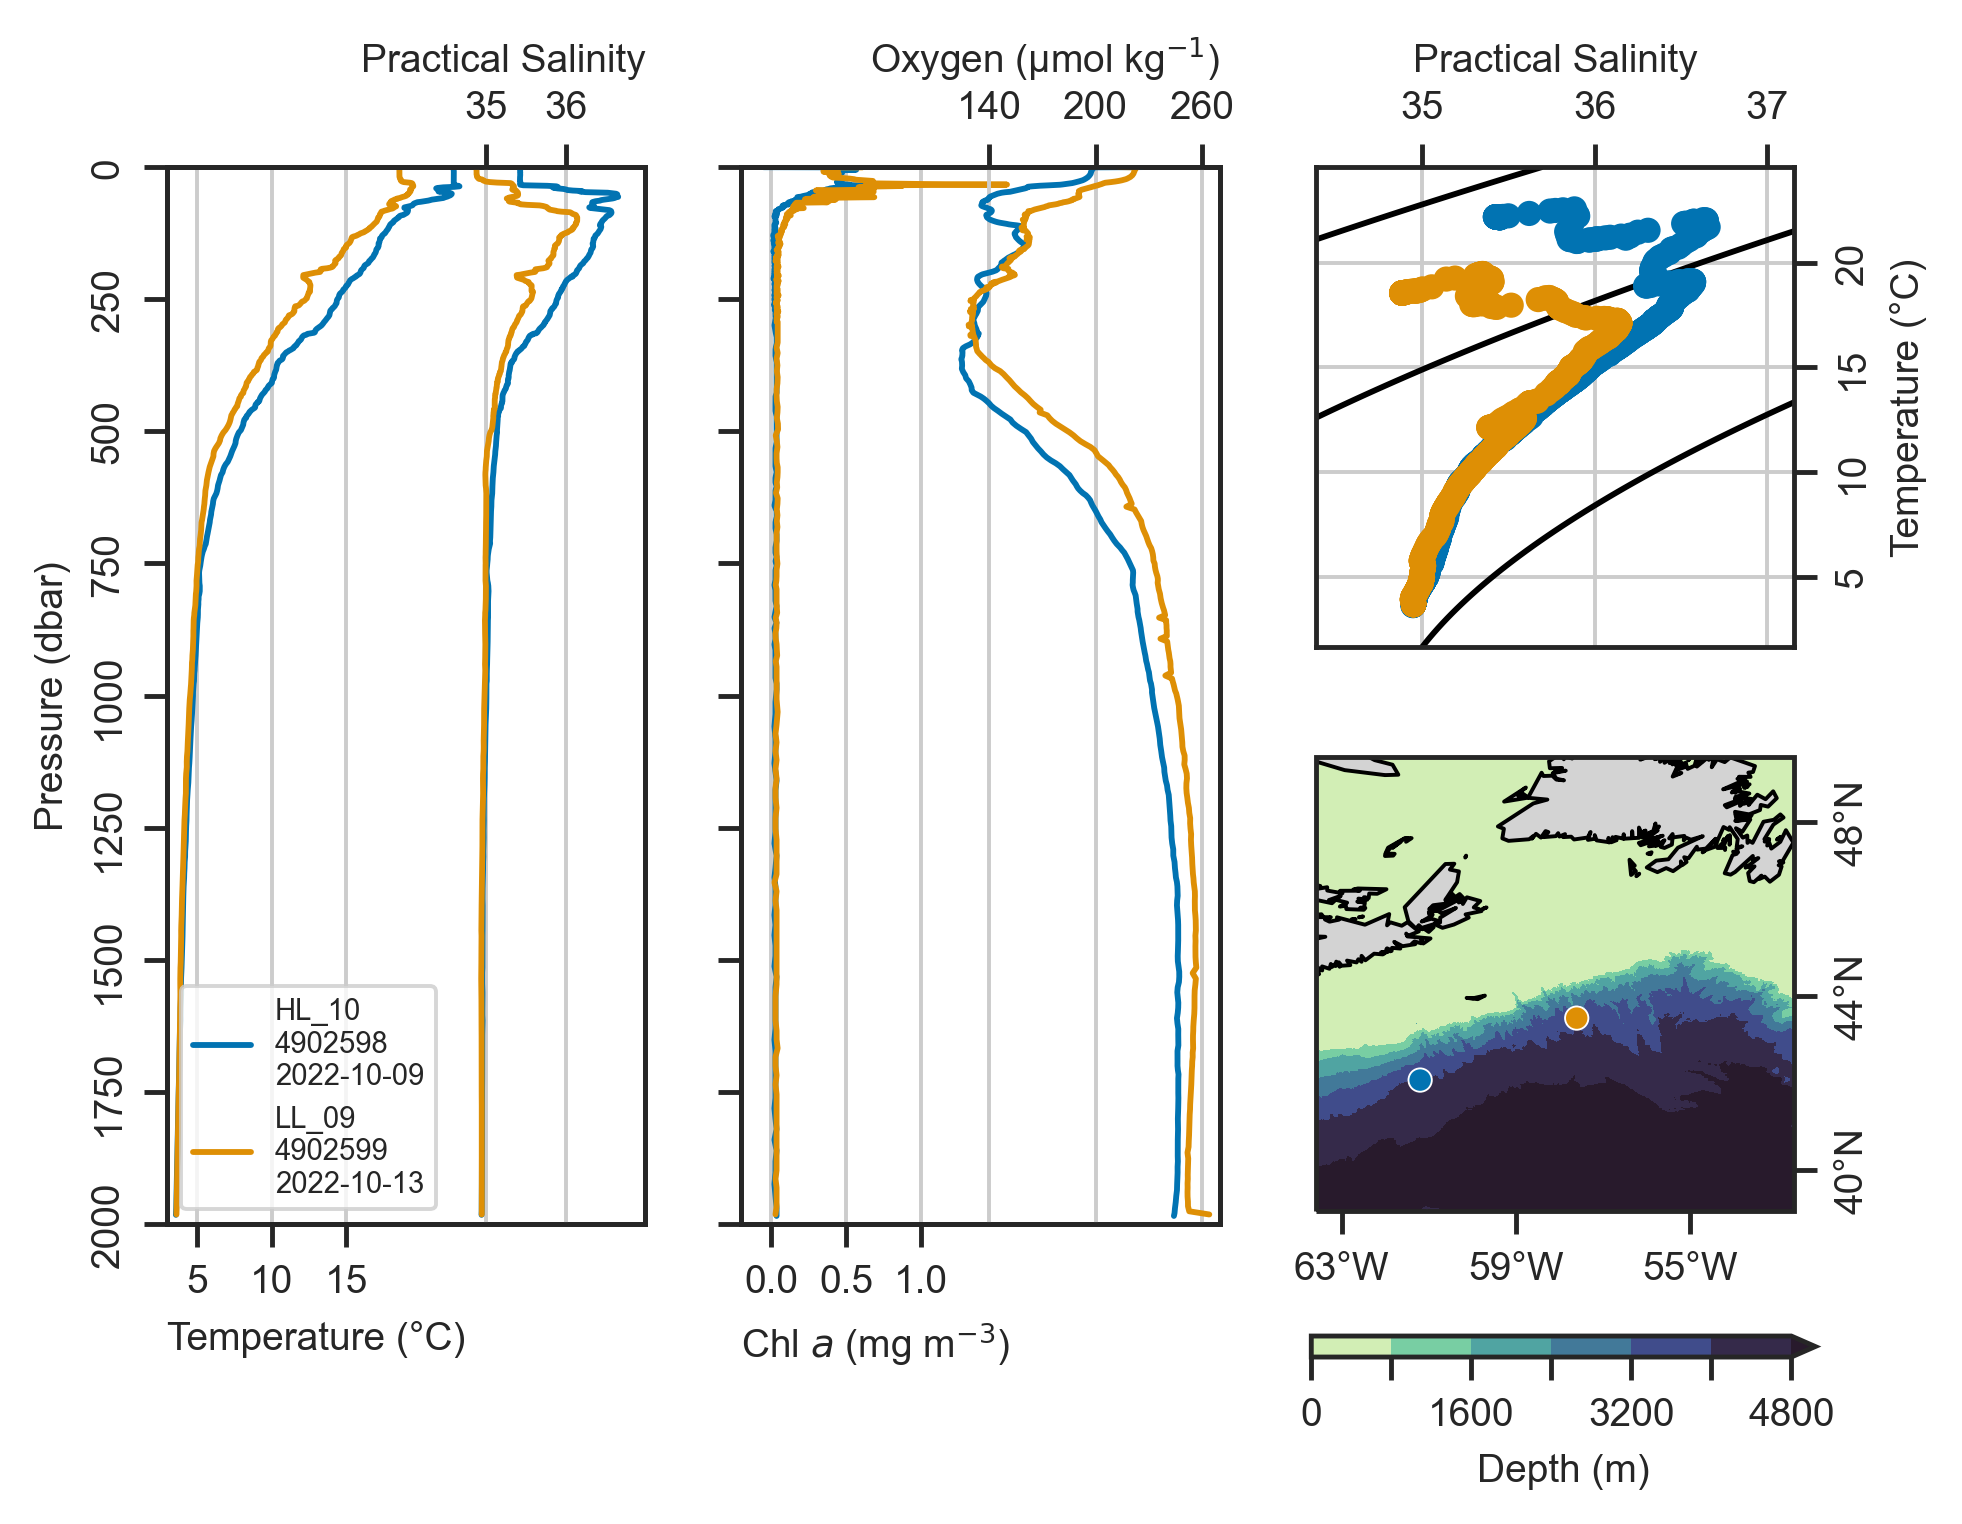 Practical Salinity
35 36
Oxygen (µmol kg⁻¹)
140 200 260
Practical Salinity
35 36 37
Pressure (dbar)
0
250
500
750
1000
1250
1500
1750
2000
HL_10
4902598
2022-10-09
LL_09
4902599
2022-10-13
5 10 15
Temperature (°C)
0.0 0.5 1.0
Chl a (mg m⁻³)
20
15
10
5
Temperature (°C)
48°N
44°N
40°N
63°W 59°W 55°W
0 1600 3200 4800
Depth (m)